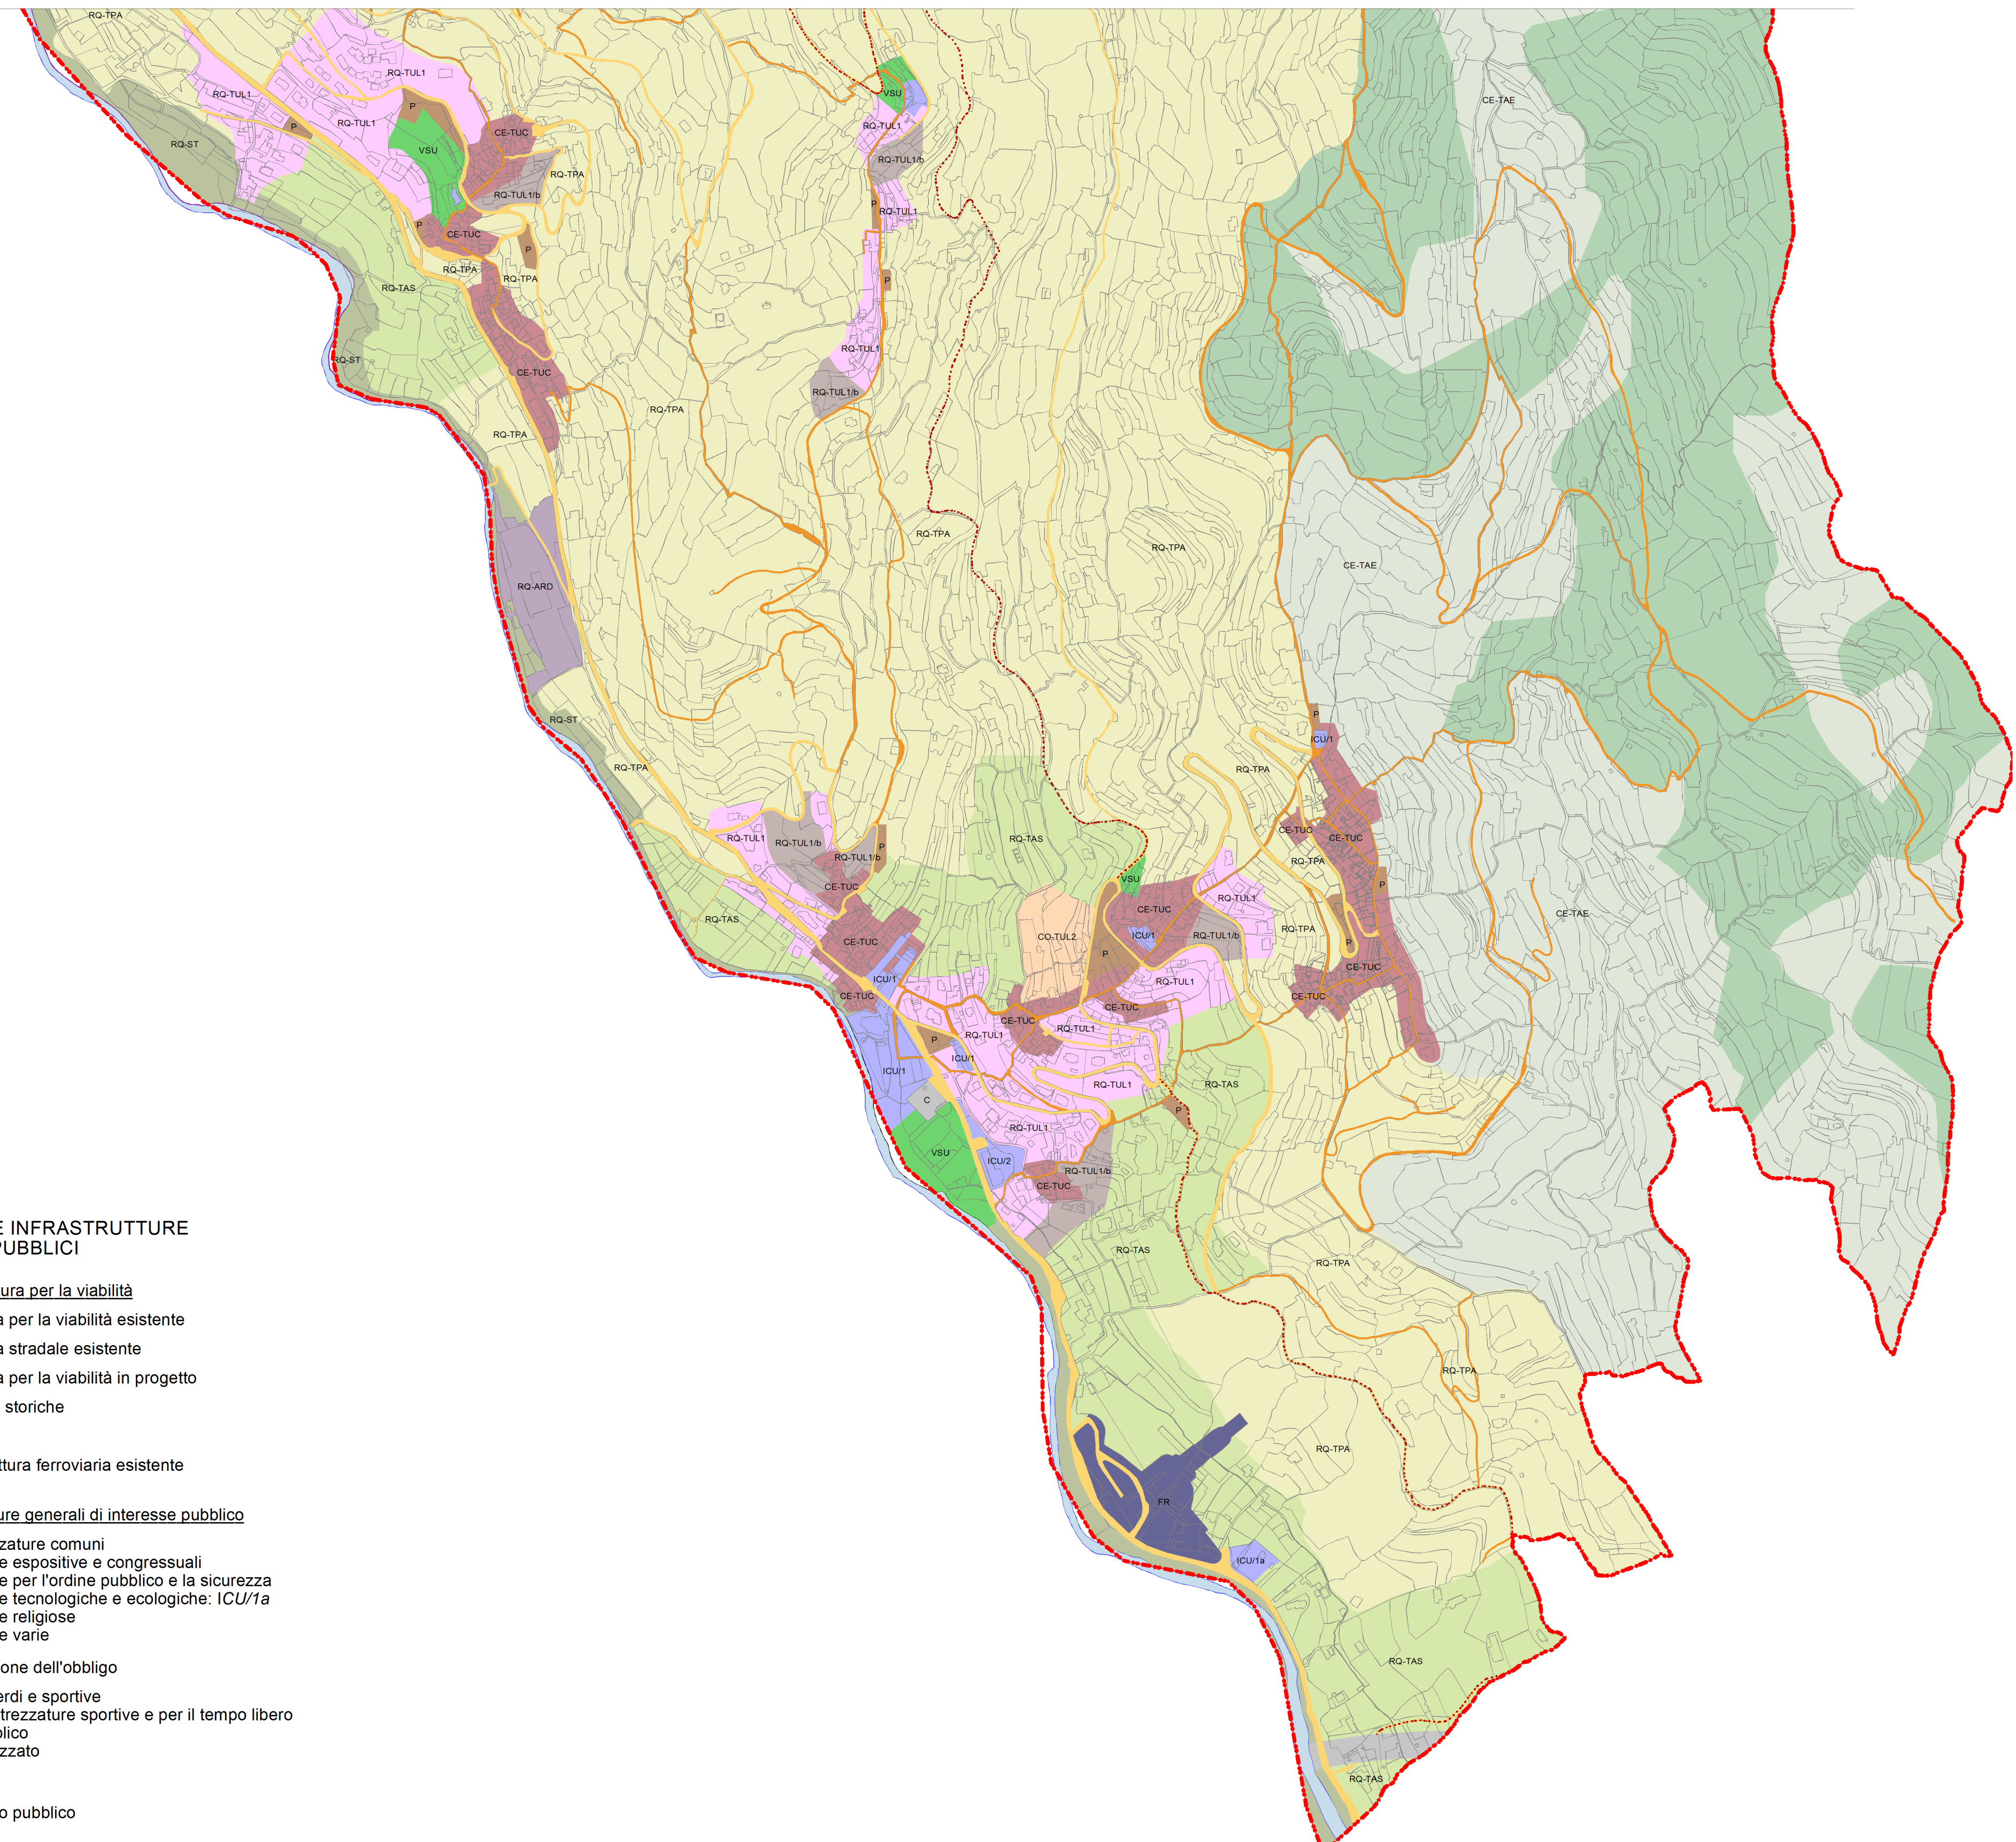 RQ-TPA
RQ-TUL1
CE-TAE
RQ-TUL1
VSU
P
RQ-TUL1
P
RQ-TUL1
CE-TUC
RQ-ST
VSU
RQ-TUL1/b
RQ-TPA
RQ-TUL1/b
P
RQ-TUL1
P
CE-TUC
P
RQ-TPA
RQ-TPA
P
RQ-TAS
RQ-TUL1
RQ-ST
CE-TUC
RQ-TUL1/b
RQ-TPA
RQ-TPA
RQ-TPA
RQ-TPA
CE-TAE
RQ-ARD
P
RQ-ST
ICU/1
RQ-TPA
RQ-TPA
RQ-TUL1
RQ-TUL1/b
P
RQ-TUL1/b
RQ-TAS
CE-TUC
CE-TUC
RQ-TPA
VSU
CE-TUC
P
RQ-TUL1
CE-TUC
CE-TAE
RQ-TAS
CO-TUL2
ICU/1
RQ-TUL1/b
RQ-TPA
CE-TUC
P
P
CE-TUC
ICU/1
RQ-TUL1
CE-TUC
CE-TUC
CE-TUC
CE-TUC
RQ-TUL1
RQ-TUL1
P
ICU/1
ICU/1
RQ-TUL1
RQ-TAS
C
P
RQ-TUL1
VSU
ICU/2
RQ-TUL1/b
CE-TUC
RQ-TAS
RQ-TPA
RQ-TPA
RQ-TPA
FR
ICU/1a
RQ-TAS
RQ-TAS
E INFRASTRUTTURE
PUBBLICI
ura per la viabilità
a per la viabilità esistente
a stradale esistente
a per la viabilità in progetto
storiche
ttura ferroviaria esistente
ure generali di interesse pubblico
zzature comuni
e espositive e congressuali
e per l'ordine pubblico e la sicurezza
e tecnologiche e ecologiche: ICU/1a
e religiose
e varie
one dell'obbligo
erdi e sportive
trezzature sportive e per il tempo libero
blico
zzato
o pubblico